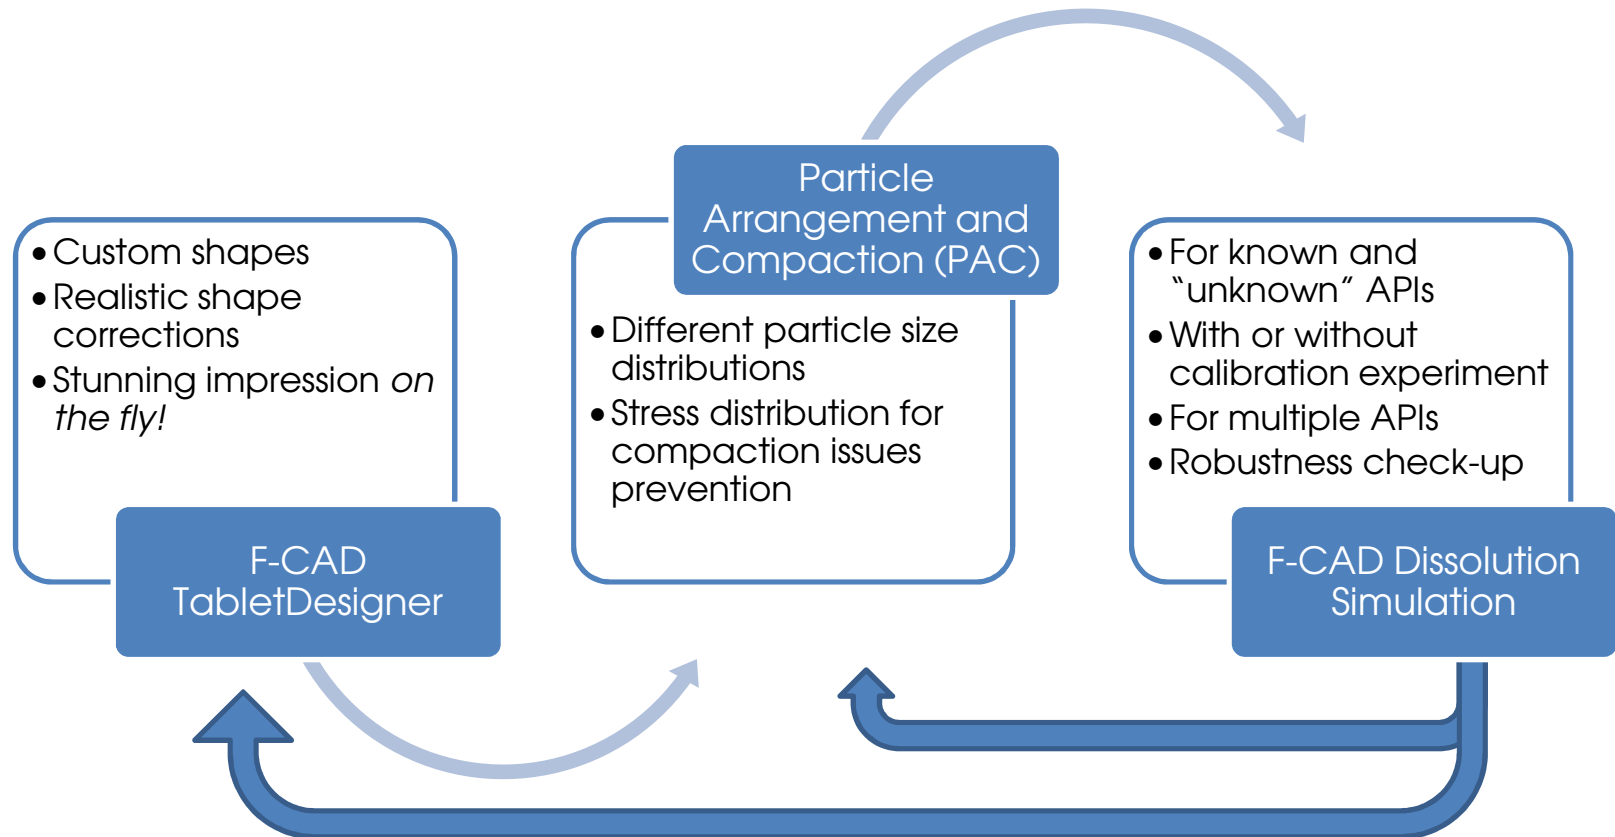 • Custom shapes
• Realistic shape
corrections
• Stunning impression on
the fly!
F-CAD
TabletDesigner
Particle
Arrangement and
Compaction (PAC)
• Different particle size
distributions
• Stress distribution for
compaction issues
prevention
• For known and
“unknown” APIs
• With or without
calibration experiment
• For multiple APIs
• Robustness check-up
F-CAD Dissolution
Simulation